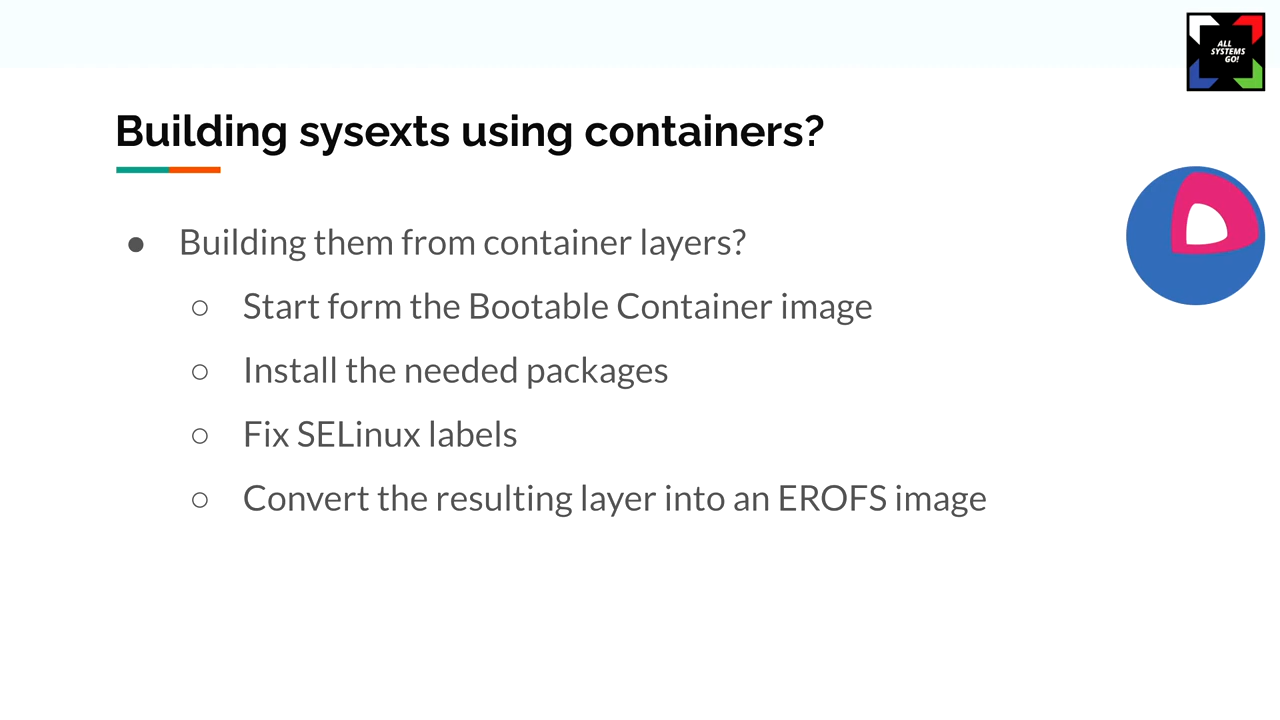 ALL
SYSTEMS
GO!
Building sysexts using containers?
● Building them from container layers?
○ Start form the Bootable Container image
○ Install the needed packages
○ Fix SELinux labels
○ Convert the resulting layer into an EROFS image